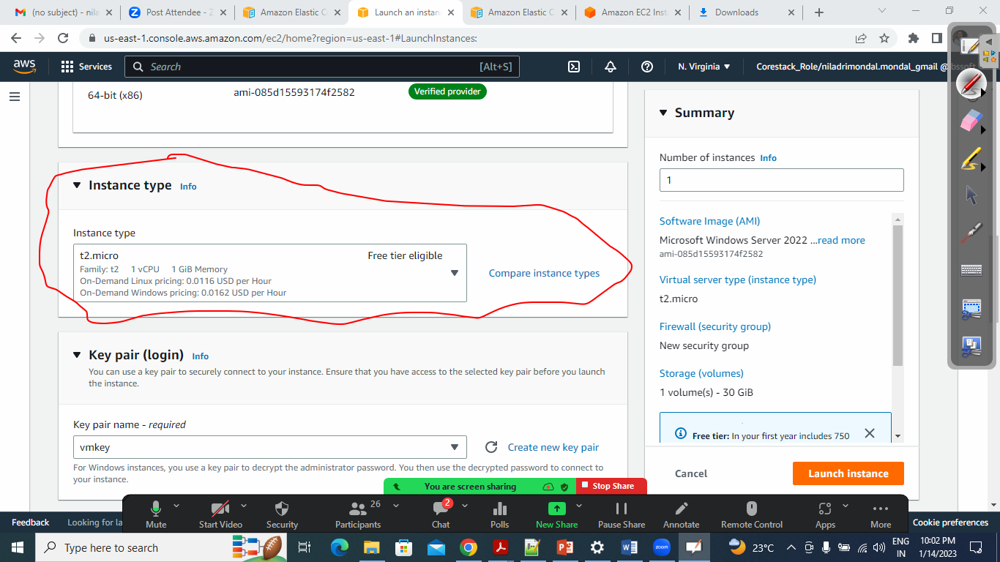 (no subject) - nila
Post Attendee - Z
Amazon Elastic C
Launch an instan
Amazon Elastic C
Amazon EC2 Inst
Downloads
us-east-1.console.aws.amazon.com/ec2/home?region=us-east-1#LaunchInstances:
aws
Services
Search
[Alt+S]
N. Virginia
Corestack_Role/niladrimondal.mondal_gmail @
64-bit (x86)
ami-085d15593174f2582
Verified provider
Instance type Info
Instance type
t2.micro
Free tier eligible
Family: t2 1 vCPU 1 GiB Memory
On-Demand Linux pricing: 0.0116 USD per Hour
On-Demand Windows pricing: 0.0162 USD per Hour
Compare instance types
Key pair (login) Info
You can use a key pair to securely connect to your instance. Ensure that you have access to the selected key pair before you launch
the instance.
Key pair name - required
vmkey
Create new key pair
For Windows instances, you use a key pair to decrypt the administrator password. You then use the decrypted password to connect to
your instance.
Summary
Number of instances Info
1
Software Image (AMI)
Microsoft Windows Server 2022 ...read more
ami-085d15593174f2582
Virtual server type (instance type)
t2.micro
Firewall (security group)
New security group
Storage (volumes)
1 volume(s) - 30 GiB
Free tier: In your first year includes 750
Cancel
Launch instance
You are screen sharing
Stop Share
Feedback
Looking for la
Mute
Start Video
Security
Participants
26
Chat
2
Polls
New Share
Pause Share
Annotate
Remote Control
Apps
More
Cookie preferences
Type here to search
zoom
23°C
ENG
IN
10:02 PM
1/14/2023